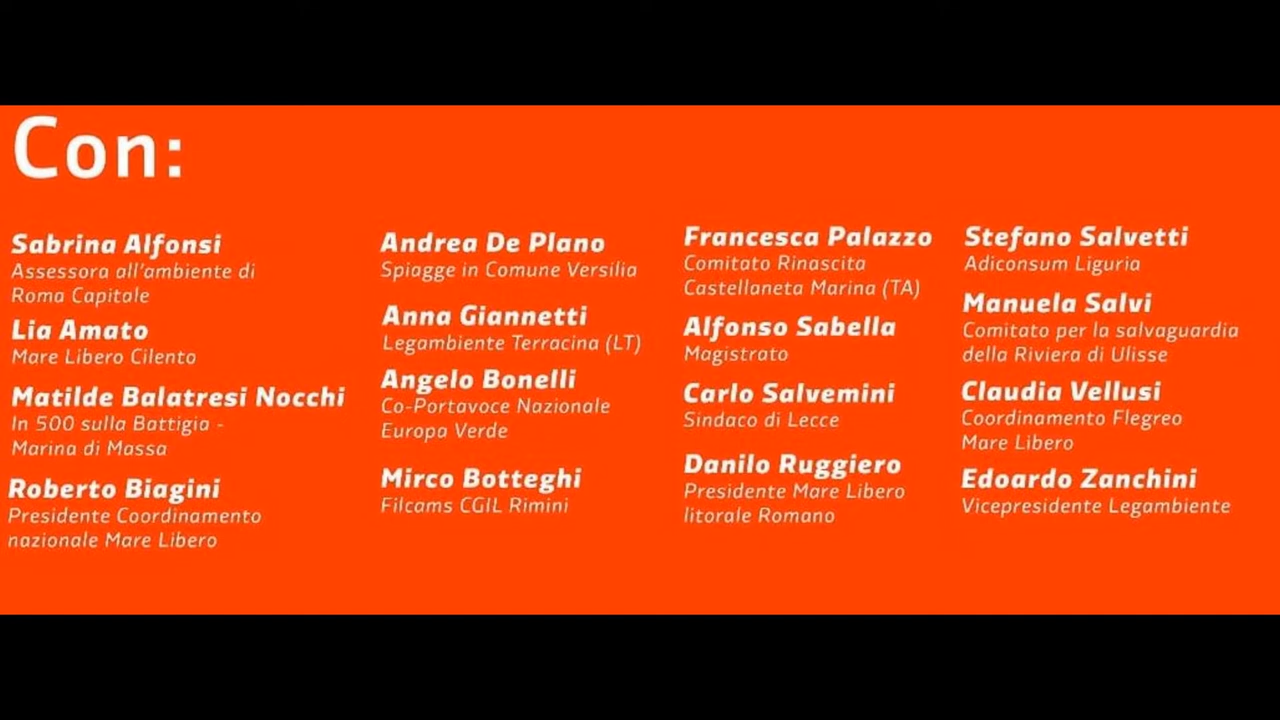 Con:
Sabrina Alfonsi
Assessora all'ambiente di
Roma Capitale
Lia Amato
Mare Libero Cilento
Matilde Balatresi Nocchi
In 500 sulla Battigia -
Marina di Massa
Roberto Biagini
Presidente Coordinamento
nazionale Mare Libero
Andrea De Plano
Spiagge in Comune Versilia
Anna Giannetti
Legambiente Terracina (LT)
Angelo Bonelli
Co-Portavoce Nazionale
Europa Verde
Mirco Botteghi
Filcams CGIL Rimini
Francesca Palazzo
Comitato Rinascita
Castellaneta Marina (TA)
Alfonso Sabella
Magistrato
Carlo Salvemini
Sindaco di Lecce
Danilo Ruggiero
Presidente Mare Libero
litorale Romano
Stefano Salvetti
Adiconsum Liguria
Manuela Salvi
Comitato per la salvaguardia
della Riviera di Ulisse
Claudia Vellusi
Coordinamento Flegreo
Mare Libero
Edoardo Zanchini
Vicepresidente Legambiente